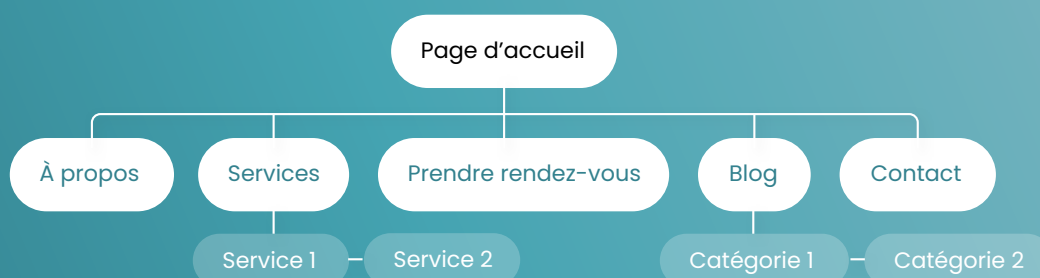 Page d’accueil
À propos
Services
Prendre rendez-vous
Blog
Contact
Service 1
Service 2
Catégorie 1
Catégorie 2